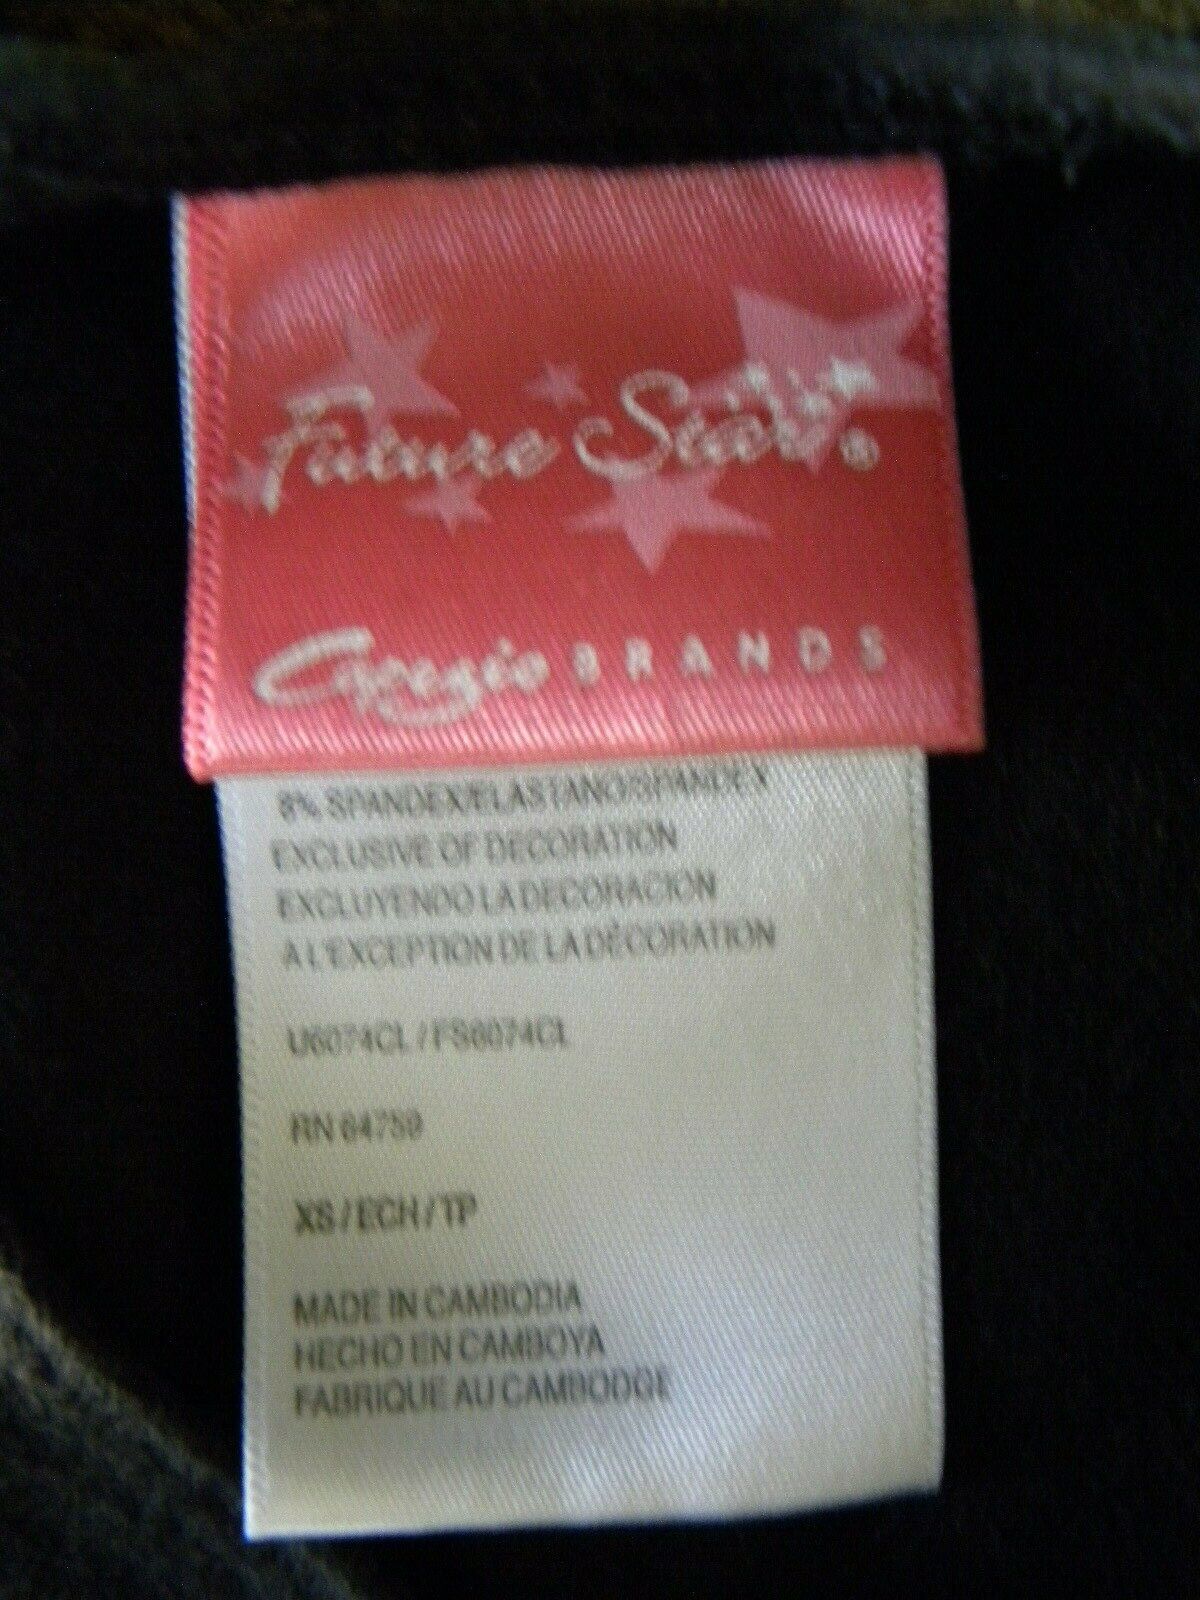 Future Star®
Capezio BRANDS
8% SPANDEX/ELASTANO/SPANDEX
EXCLUSIVE OF DECORATION
EXCLUYENDO LA DECORACION
A L'EXCEPTION DE LA DÉCORATION
U6074CL / FS6074CL
RN 64759
XS / ECH / TP
MADE IN CAMBODIA
HECHO EN CAMBOYA
FABRIQUE AU CAMBODGE